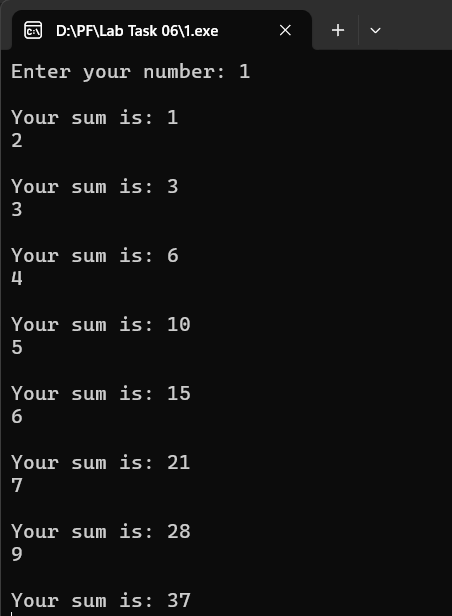 D:\PF\Lab Task 06\1.exe
Enter your number: 1
Your sum is: 1
2
Your sum is: 3
3
Your sum is: 6
4
Your sum is: 10
5
Your sum is: 15
6
Your sum is: 21
7
Your sum is: 28
9
Your sum is: 37